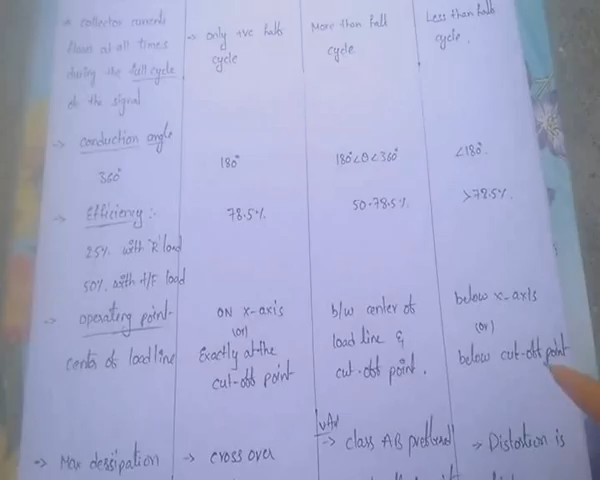 collector current
flows at all times
during the full cycle
of the signal
→ only +ve half
cycle
More than half
cycle
Less than half
cycle.
→ conduction angle
360°
180°
180°<θ<360°
<180°.
→ Efficiency :-
25% with 'R' load
50% with T/F load
78.5%
50-78.5%
>78.5%
→ operating point-
center of loadline
ON x-axis
(or)
Exactly at the
cut-off point
b/w center of
load line &
cut-off point.
below x-axis
(or)
below cut-off point
→ Max dessipation
→ cross over
→ class AB
→ Distortion is